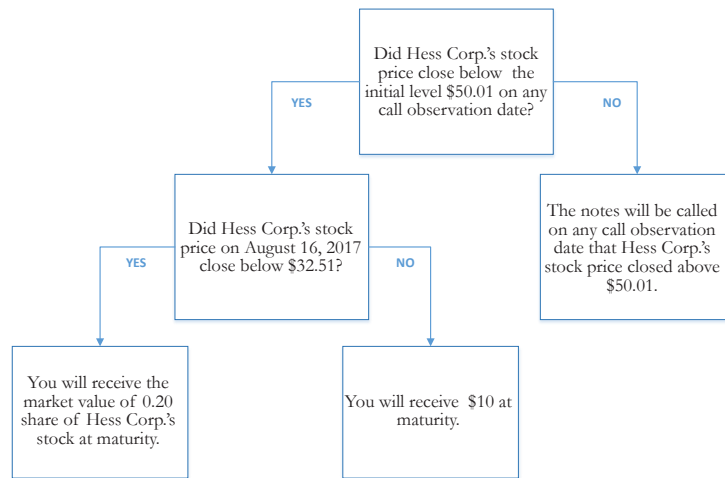 Did Hess Corp.'s stock
price close below the
initial level $50.01 on any
call observation date?
YES
NO
Did Hess Corp.'s stock
price on August 16, 2017
close below $32.51?
The notes will be called
on any call observation
date that Hess Corp.'s
stock price closed above
$50.01.
YES
NO
You will receive the
market value of 0.20
share of Hess Corp.'s
stock at maturity.
You will receive $10 at
maturity.